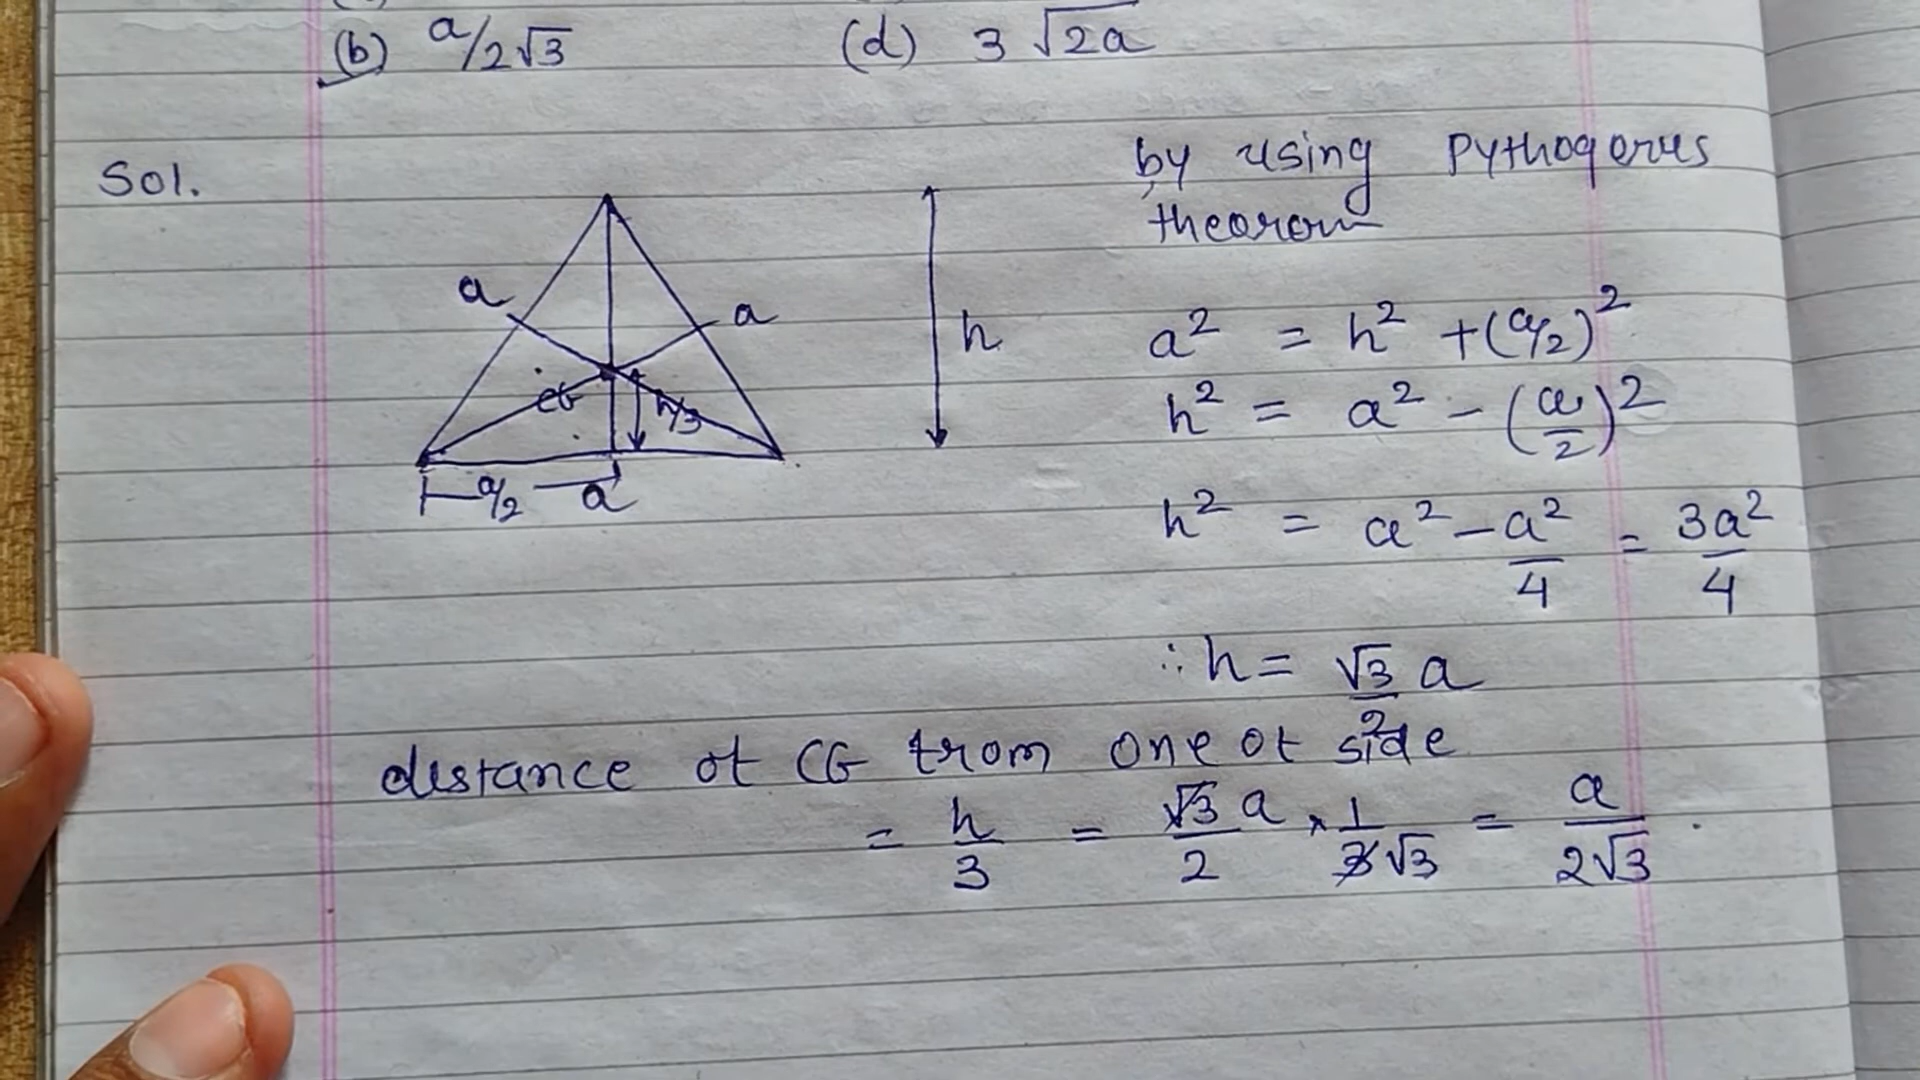 (b) a/2√3 (d) 3 √2a
Sol.
by using Pythogorus
theorom
a
a
h
CG
h/3
a/2
a
a² = h² + (a/2)²
h² = a² - (a/2)²
h² = a² - a²/4 = 3a²/4
∴ h = √3/2 a
distance of CG from one of side
= h/3 = √3 a/2 × 1/3 √3 = a/2√3 .